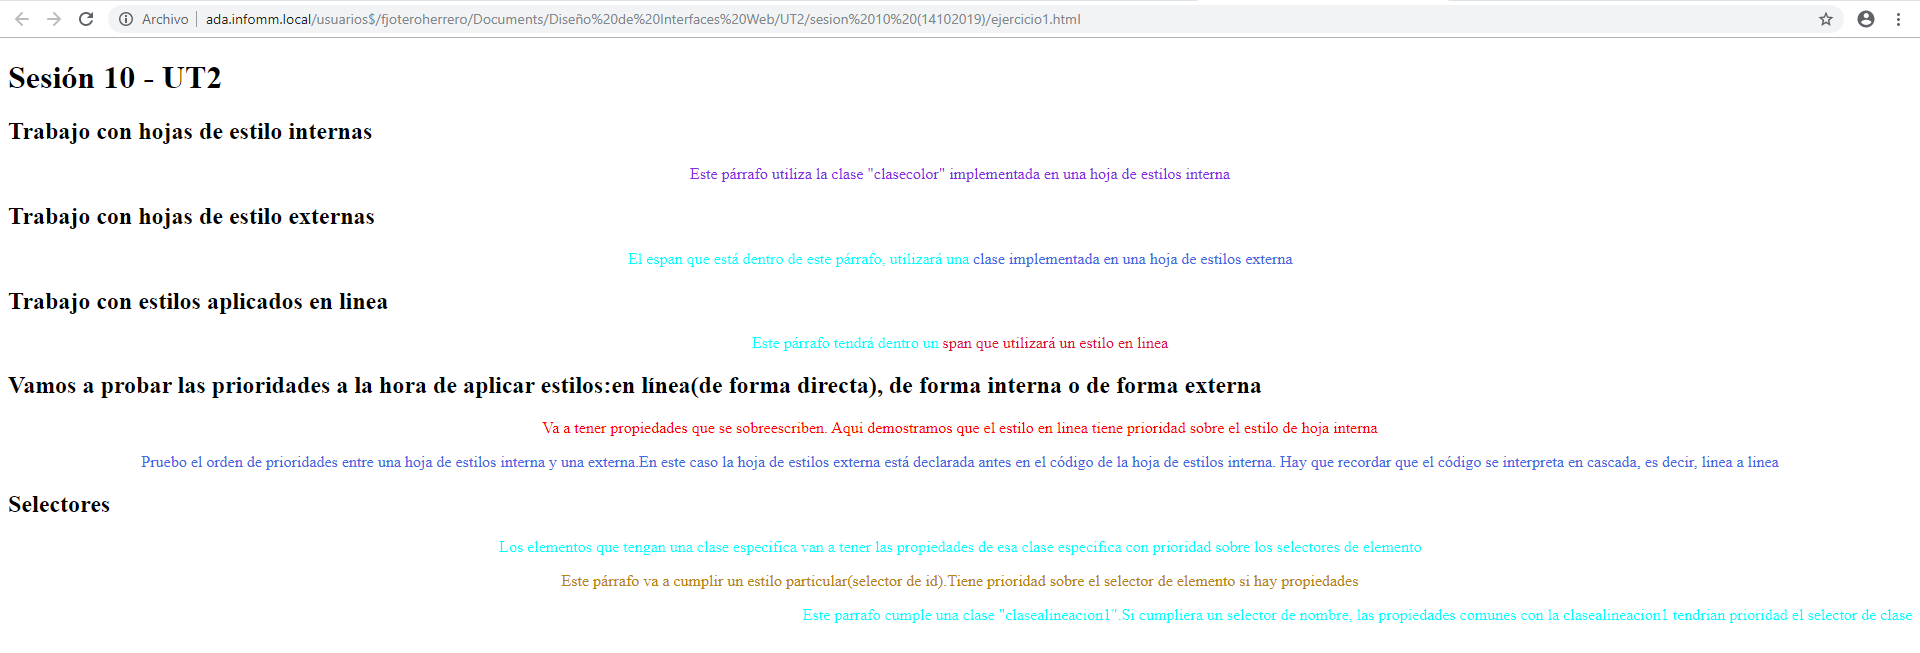 Archivo | ada.infomm.local/usuarios$/fjoteroherrero/Documents/Diseño%20de%20Interfaces%20Web/UT2/sesion%2010%20(14102019)/ejercicio1.html
Sesión 10 - UT2
Trabajo con hojas de estilo internas
Este párrafo utiliza la clase "clasecolor" implementada en una hoja de estilos interna
Trabajo con hojas de estilo externas
El espan que está dentro de este párrafo, utilizará una clase implementada en una hoja de estilos externa
Trabajo con estilos aplicados en linea
Este párrafo tendrá dentro un span que utilizará un estilo en linea
Vamos a probar las prioridades a la hora de aplicar estilos:en línea(de forma directa), de forma interna o de forma externa
Va a tener propiedades que se sobreescriben. Aqui demostramos que el estilo en linea tiene prioridad sobre el estilo de hoja interna
Pruebo el orden de prioridades entre una hoja de estilos interna y una externa.En este caso la hoja de estilos externa está declarada antes en el código de la hoja de estilos interna. Hay que recordar que el código se interpreta en cascada, es decir, linea a linea
Selectores
Los elementos que tengan una clase especifica van a tener las propiedades de esa clase especifica con prioridad sobre los selectores de elemento
Este párrafo va a cumplir un estilo particular(selector de id).Tiene prioridad sobre el selector de elemento si hay propiedades
Este parrafo cumple una clase "clasealineacion1".Si cumpliera un selector de nombre, las propiedades comunes con la clasealineacion1 tendrian prioridad el selector de clase